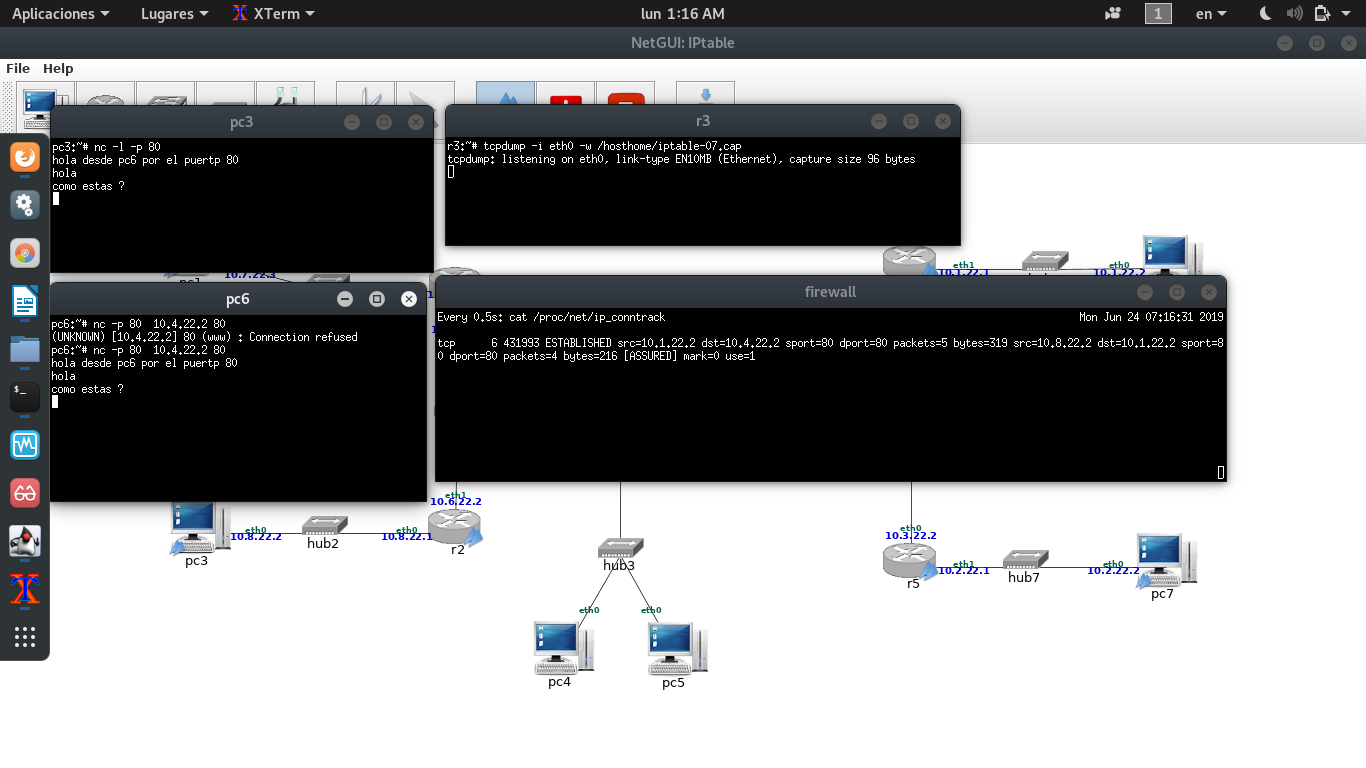 Aplicaciones Lugares XTerm lun 1:16 AM 1 en
NetGUI: IPtable
File Help
pc3
pc3:~# nc -l -p 80
hola desde pc6 por el puertp 80
hola
como estas ?
r3
r3:~# tcpdump -i eth0 -w /hosthome/iptable-07.cap
tcpdump: listening on eth0, link-type EN10MB (Ethernet), capture size 96 bytes
10.7.22.3
eth1
10.1.22.1
eth0
10.1.22.2
pc6
pc6:~# nc -p 80  10.4.22.2 80
(UNKNOWN) [10.4.22.2] 80 (www) : Connection refused
pc6:~# nc -p 80  10.4.22.2 80
hola desde pc6 por el puertp 80
hola
como estas ?
firewall
Every 0.5s: cat /proc/net/ip_conntrack Mon Jun 24 07:16:31 2019
tcp      6 431993 ESTABLISHED src=10.1.22.2 dst=10.4.22.2 sport=80 dport=80 packets=5 bytes=319 src=10.8.22.2 dst=10.1.22.2 sport=8
0 dport=80 packets=4 bytes=216 [ASSURED] mark=0 use=1
eth1
10.6.22.2
eth0
10.8.22.2
hub2
eth0
10.8.22.1
r2
pc3
hub3
eth0
eth0
pc4
pc5
eth0
10.3.22.2
r5
eth1
10.2.22.1
hub7
eth0
10.2.22.2
pc7